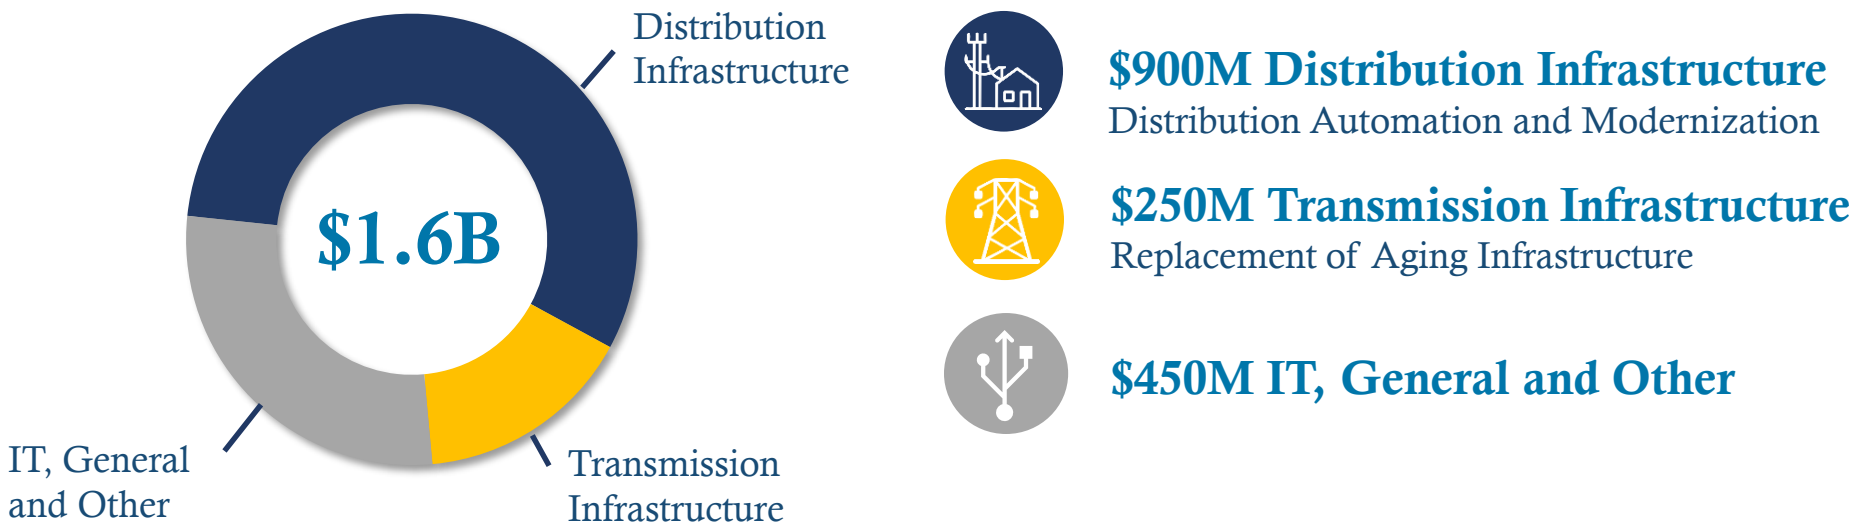 Distribution
Infrastructure
$1.6B
IT, General
and Other
Transmission
Infrastructure
$900M Distribution Infrastructure
Distribution Automation and Modernization
$250M Transmission Infrastructure
Replacement of Aging Infrastructure
$450M IT, General and Other